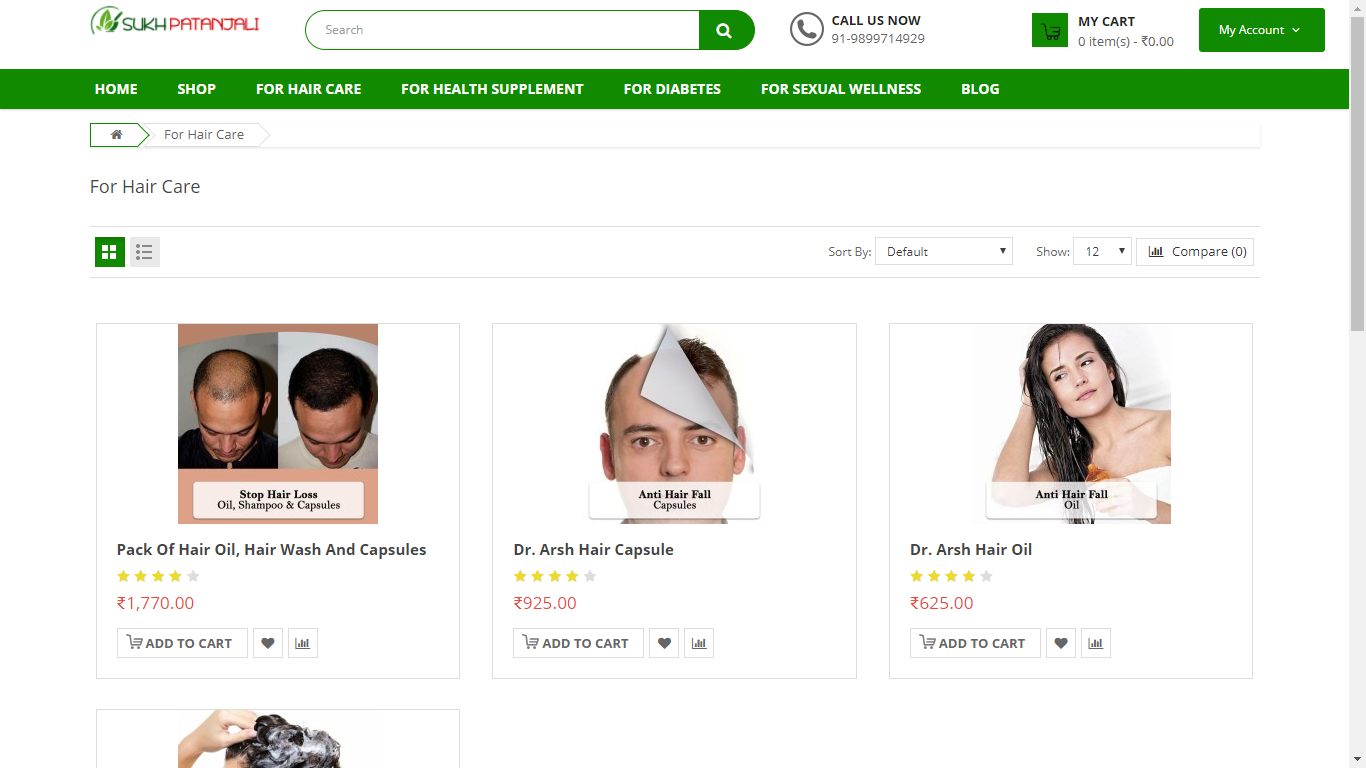 SUKH PATANJALI
Search
CALL US NOW
91-9899714929
MY CART
0 item(s) - ₹0.00
My Account
HOME SHOP FOR HAIR CARE FOR HEALTH SUPPLEMENT FOR DIABETES FOR SEXUAL WELLNESS BLOG
For Hair Care
For Hair Care
Sort By: Default Show: 12 Compare (0)
Stop Hair Loss
Oil, Shampoo & Capsules
Pack Of Hair Oil, Hair Wash And Capsules
₹1,770.00
ADD TO CART
Anti Hair Fall
Capsules
Dr. Arsh Hair Capsule
₹925.00
ADD TO CART
Anti Hair Fall
Oil
Dr. Arsh Hair Oil
₹625.00
ADD TO CART